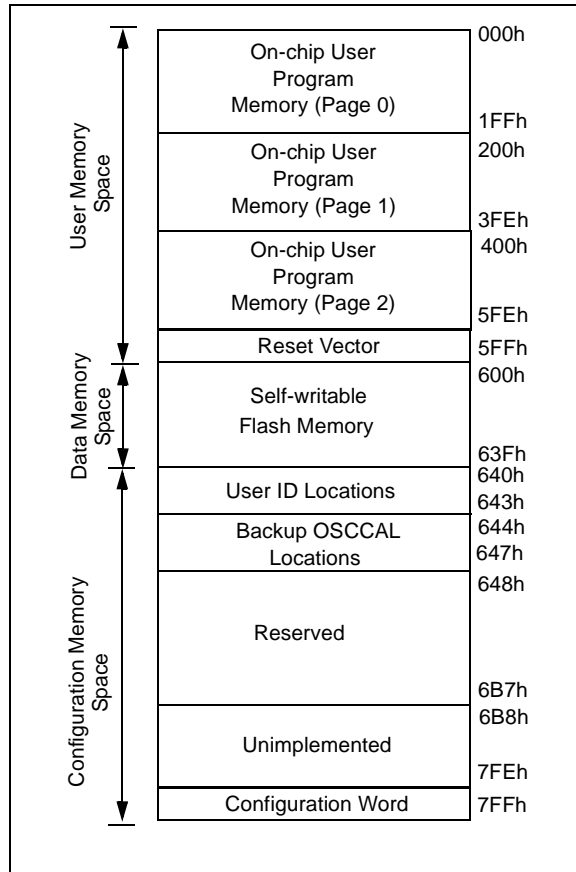 000h
On-chip User
Program
Memory (Page 0)
1FFh
200h
On-chip User
Program
Memory (Page 1)
3FEh
400h
On-chip User
Program
Memory (Page 2)
5FEh
Reset Vector
5FFh
User Memory
Space
600h
Self-writable
Flash Memory
63Fh
Data Memory
Space
640h
User ID Locations
643h
Backup OSCCAL
Locations
644h
647h
648h
Reserved
6B7h
6B8h
Unimplemented
7FEh
Configuration Word
7FFh
Configuration Memory
Space